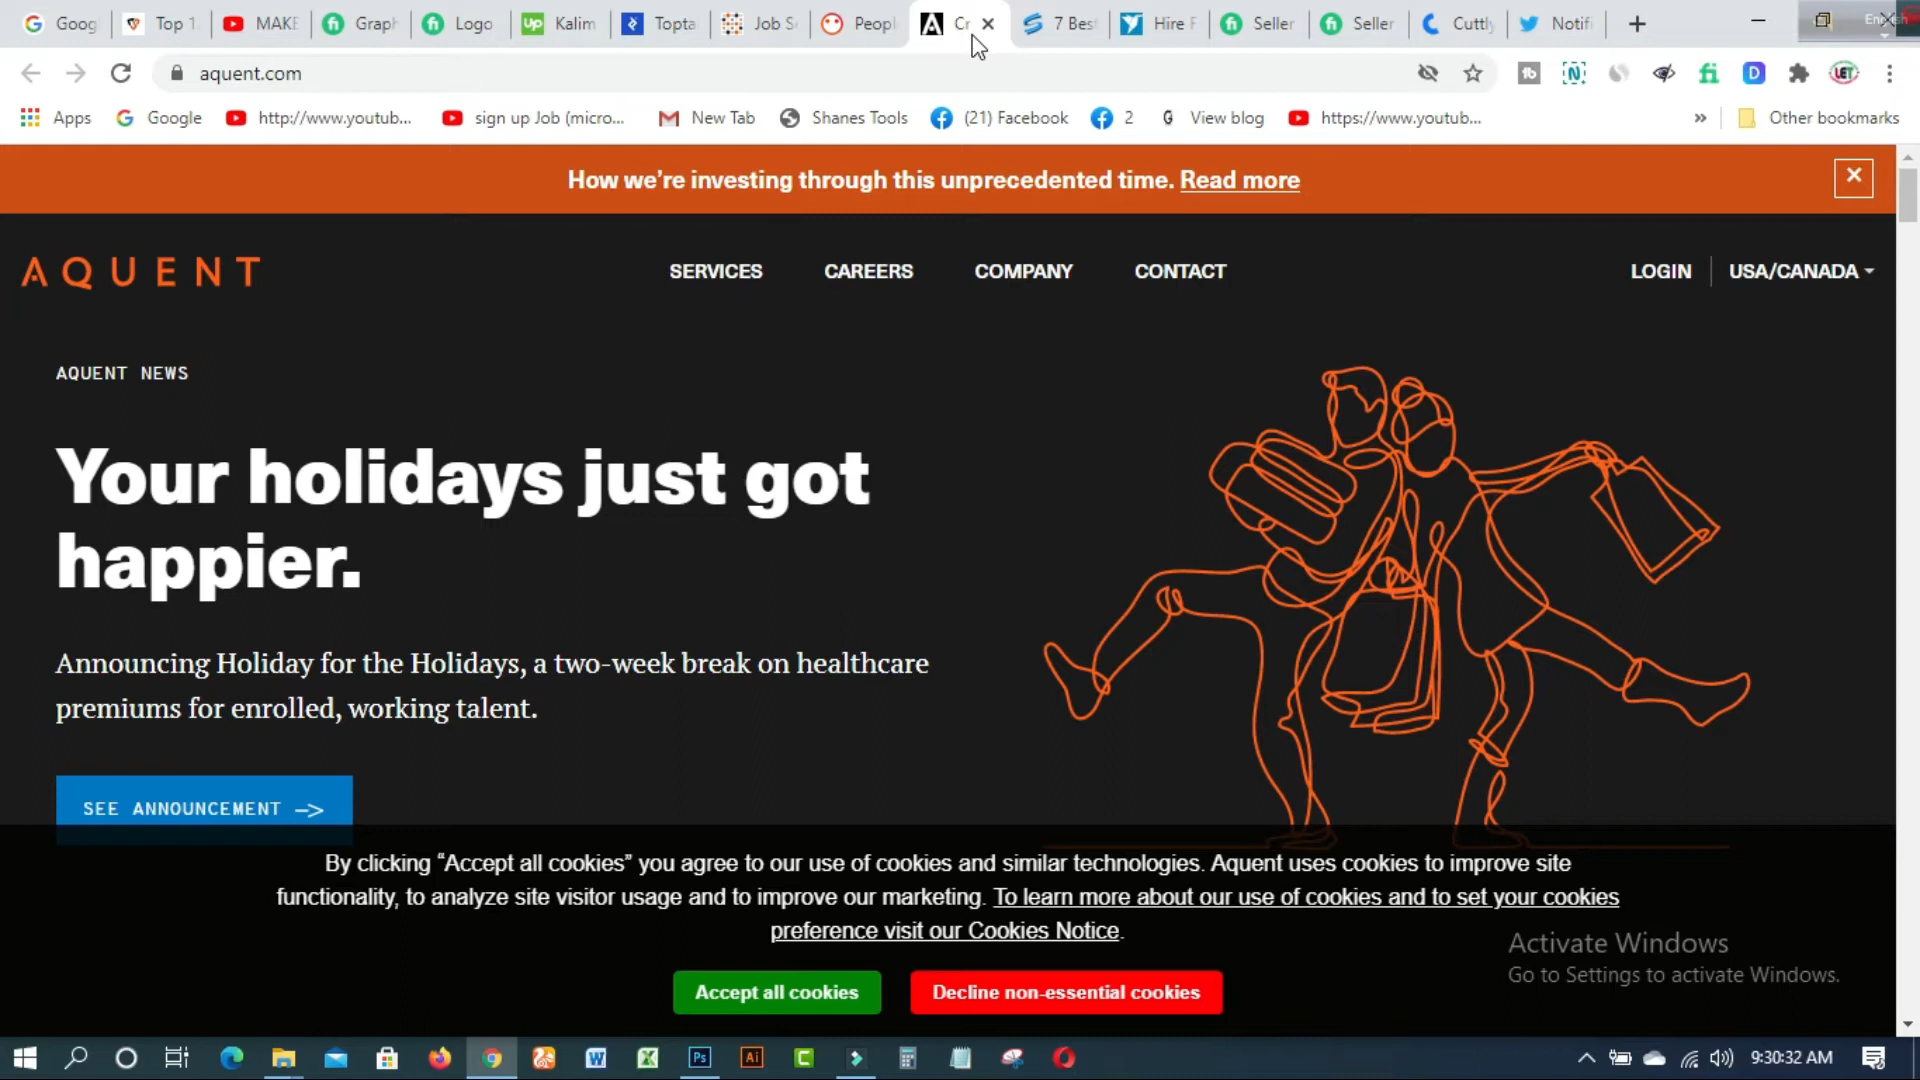 Goog
Top 1
MAKE
Graph
Logo
Up
Kalim
Topta
Job S
Peopl
Cr
7 Bes
Hire F
Seller
Seller
Cuttly
Notifi
aquent.com
LET
Apps
Google
http://www.youtub...
sign up Job (micro...
New Tab
Shanes Tools
(21) Facebook
2
View blog
https://www.youtub...
»
Other bookmarks
How we’re investing through this unprecedented time. Read more
AQUENT
SERVICES
CAREERS
COMPANY
CONTACT
LOGIN
USA/CANADA
AQUENT NEWS
Your holidays just got
happier.
Announcing Holiday for the Holidays, a two-week break on healthcare
premiums for enrolled, working talent.
SEE ANNOUNCEMENT —>
By clicking “Accept all cookies” you agree to our use of cookies and similar technologies. Aquent uses cookies to improve site
functionality, to analyze site visitor usage and to improve our marketing. To learn more about our use of cookies and to set your cookies
preference visit our Cookies Notice.
Accept all cookies
Decline non-essential cookies
Activate Windows
Go to Settings to activate Windows.
Ps
Ai
9:30:32 AM